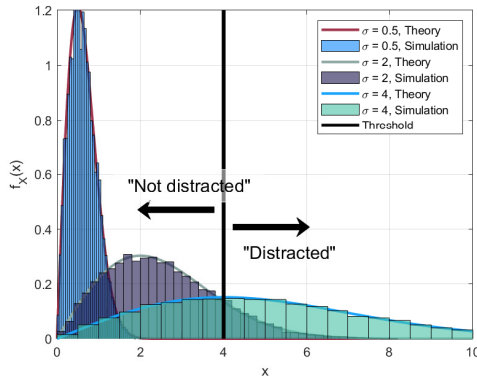 1.2
1
0.8
0.6
0.4
0.2
0
f_X(x)
σ = 0.5, Theory
σ = 0.5, Simulation
σ = 2, Theory
σ = 2, Simulation
σ = 4, Theory
σ = 4, Simulation
Threshold
"Not distracted"
"Distracted"
0 2 4 6 8 10
x